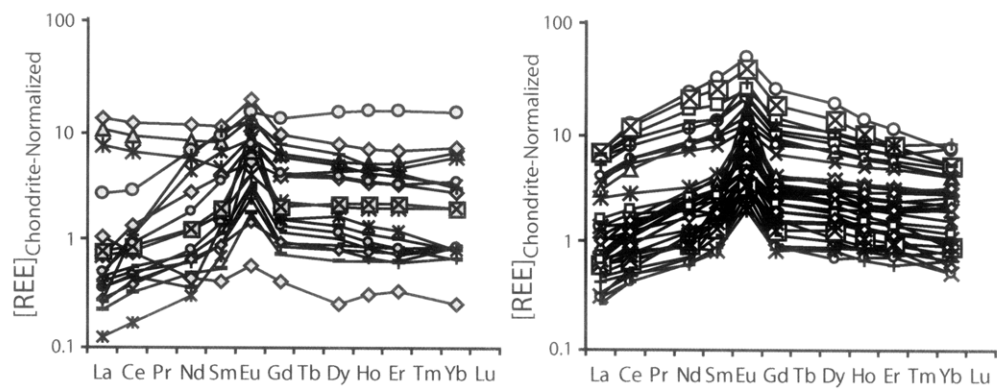 100
10
1
0.1
[REE]Chondrite-Normalized
La Ce Pr Nd Sm Eu Gd Tb Dy Ho Er Tm Yb Lu
100
10
1
0.1
[REE]Chondrite-Normalized
La Ce Pr Nd Sm Eu Gd Tb Dy Ho Er Tm Yb Lu